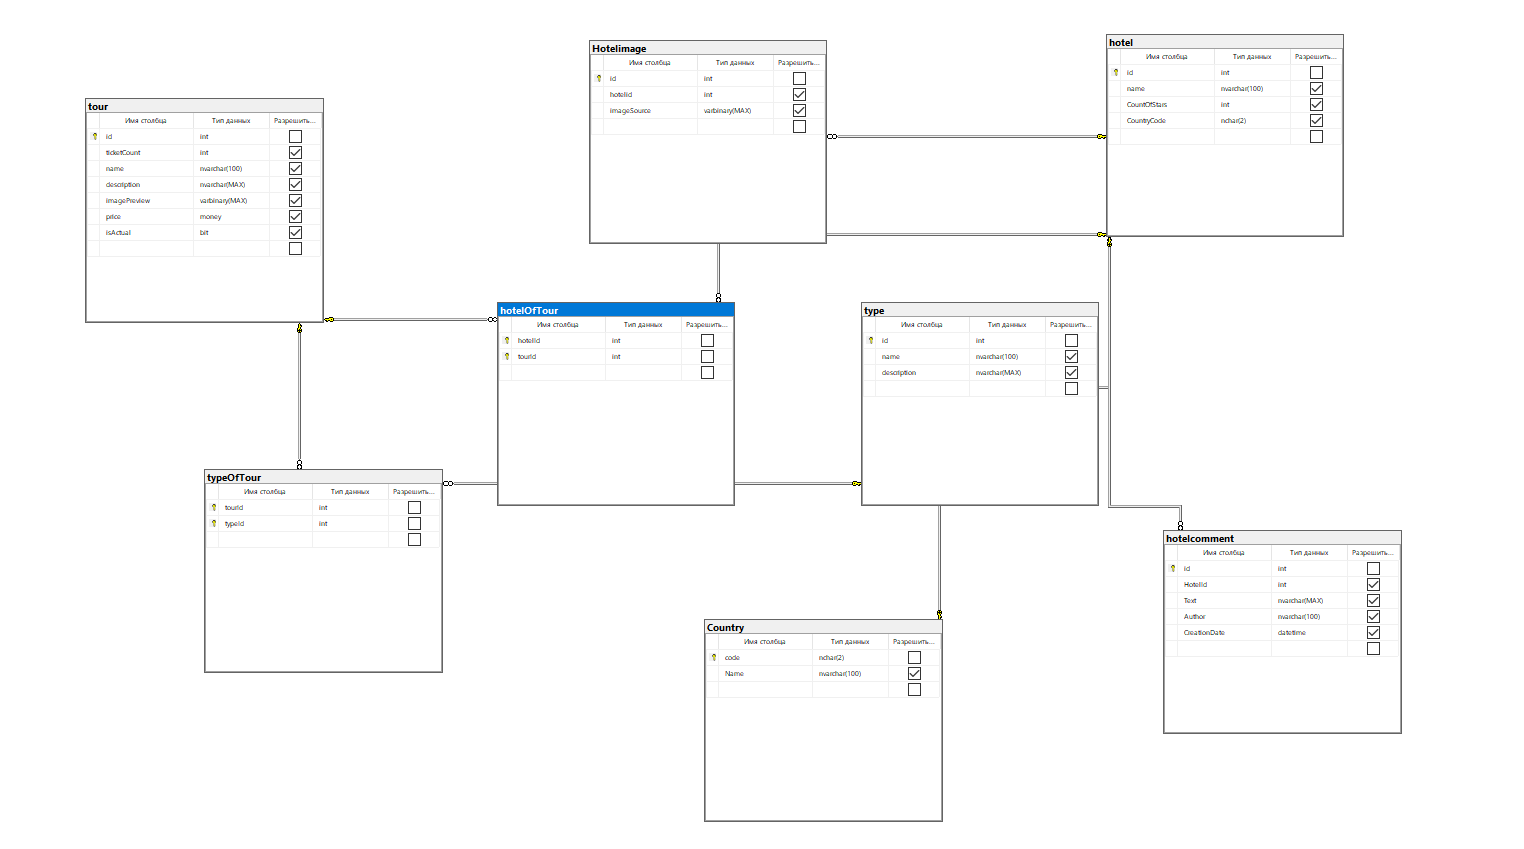 tour
Имя столбца Тип данных Разрешить...
id int
ticketCount int
name nvarchar(100)
description nvarchar(MAX)
imagePreview varbinary(MAX)
price money
isActual bit
Hotelimage
Имя столбца Тип данных Разрешить...
id int
hotelId int
imageSource varbinary(MAX)
hotel
Имя столбца Тип данных Разрешить...
id int
name nvarchar(100)
CountOfStars int
CountryCode nchar(2)
hotelOfTour
Имя столбца Тип данных Разрешить...
hotelId int
tourId int
type
Имя столбца Тип данных Разрешить...
id int
name nvarchar(100)
description nvarchar(MAX)
typeOfTour
Имя столбца Тип данных Разрешить...
tourId int
typeId int
Country
Имя столбца Тип данных Разрешить...
code nchar(2)
Name nvarchar(100)
hotelcomment
Имя столбца Тип данных Разрешить...
id int
HotelId int
Text nvarchar(MAX)
Author nvarchar(100)
CreationDate datetime